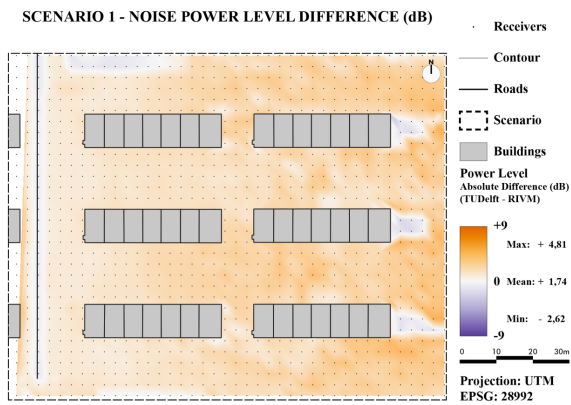 SCENARIO 1 - NOISE POWER LEVEL DIFFERENCE (dB)
N
Receivers
Contour
Roads
Scenario
Buildings
Power Level
Absolute Difference (dB)
(TUDelft - RIVM)
+9
Max: + 4,81
0 Mean: + 1,74
Min: - 2,62
-9
0 10 20 30m
Projection: UTM
EPSG: 28992